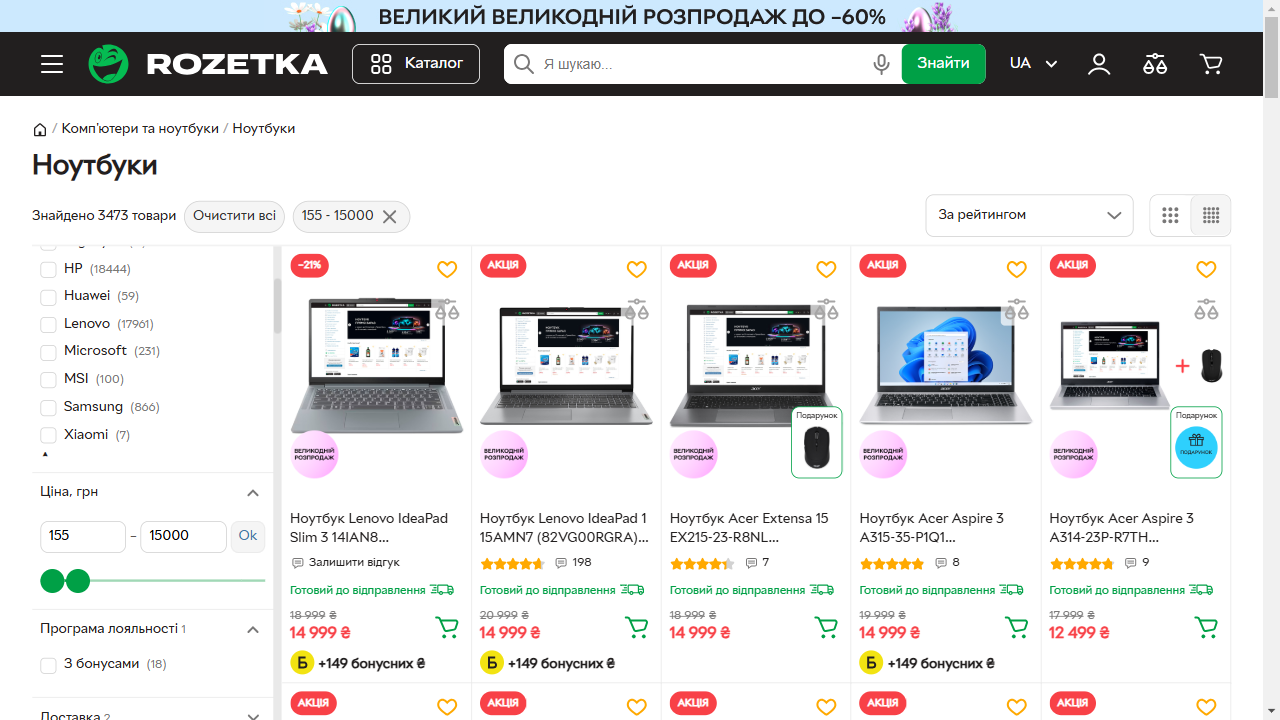 ВЕЛИКИЙ ВЕЛИКОДНІЙ РОЗПРОДАЖ ДО −60%
ROZETKA
Каталог
Я шукаю...
Знайти
UA
/ Комп'ютери та ноутбуки / Ноутбуки
Ноутбуки
Знайдено 3473 товари
Очистити всі
155 - 15000
За рейтингом
HP (18444)
Huawei (59)
Lenovo (17961)
Microsoft (231)
MSI (100)
Samsung (866)
Xiaomi (7)
Ціна, грн
155 – 15000 Ok
Програма лояльності 1
З бонусами (18)
Доставка 2
−21%
ВЕЛИКОДНІЙ
РОЗПРОДАЖ
Ноутбук Lenovo IdeaPad
Slim 3 14IAN8...
Залишити відгук
Готовий до відправлення
18 999 ₴
14 999 ₴
Б +149 бонусних ₴
АКЦІЯ
ВЕЛИКОДНІЙ
РОЗПРОДАЖ
Ноутбук Lenovo IdeaPad 1
15AMN7 (82VG00RGRA)...
198
Готовий до відправлення
20 999 ₴
14 999 ₴
Б +149 бонусних ₴
АКЦІЯ
Подарунок
ВЕЛИКОДНІЙ
РОЗПРОДАЖ
Ноутбук Acer Extensa 15
EX215-23-R8NL...
7
Готовий до відправлення
18 999 ₴
14 999 ₴
АКЦІЯ
ВЕЛИКОДНІЙ
РОЗПРОДАЖ
Ноутбук Acer Aspire 3
A315-35-P1Q1...
8
Готовий до відправлення
19 999 ₴
14 999 ₴
Б +149 бонусних ₴
АКЦІЯ
Подарунок
ПОДАРУНОК
ВЕЛИКОДНІЙ
РОЗПРОДАЖ
Ноутбук Acer Aspire 3
A314-23P-R7TH...
9
Готовий до відправлення
17 999 ₴
12 499 ₴
АКЦІЯ
АКЦІЯ
АКЦІЯ
АКЦІЯ
АКЦІЯ